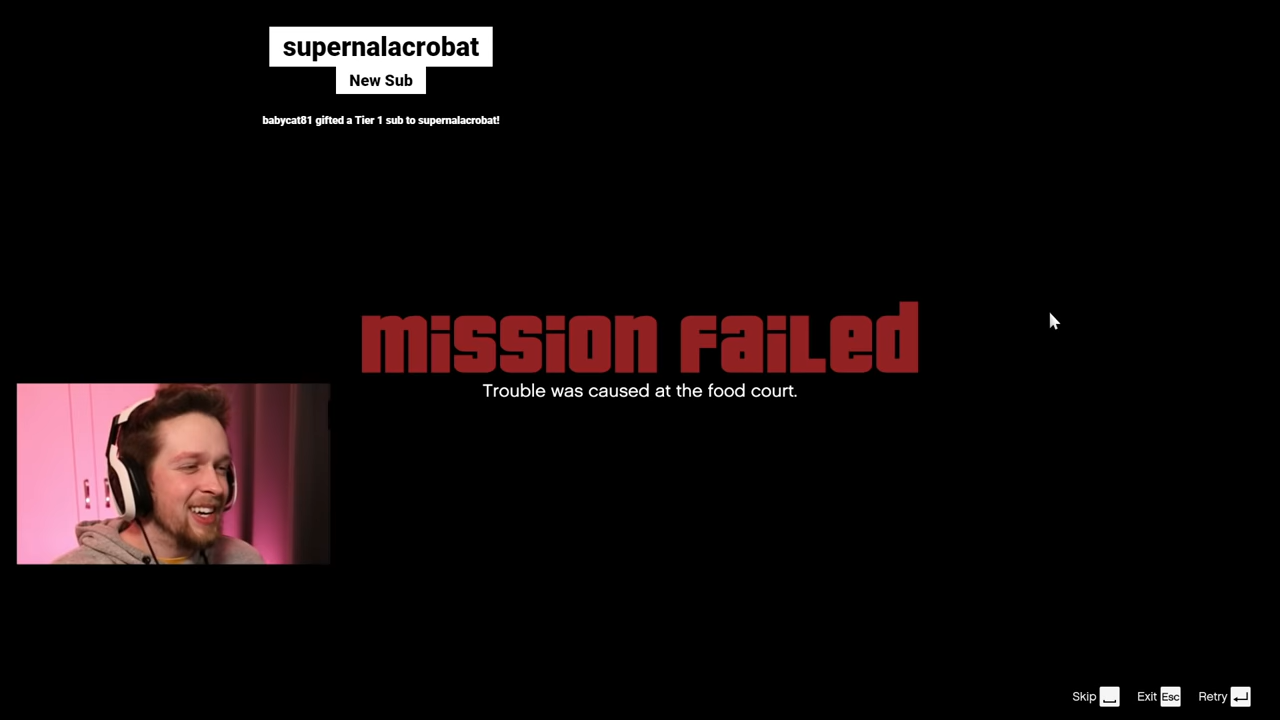 supernalacrobat
New Sub
babycat81 gifted a Tier 1 sub to supernalacrobat!
mission failed
Trouble was caused at the food court.
Skip Exit Esc Retry